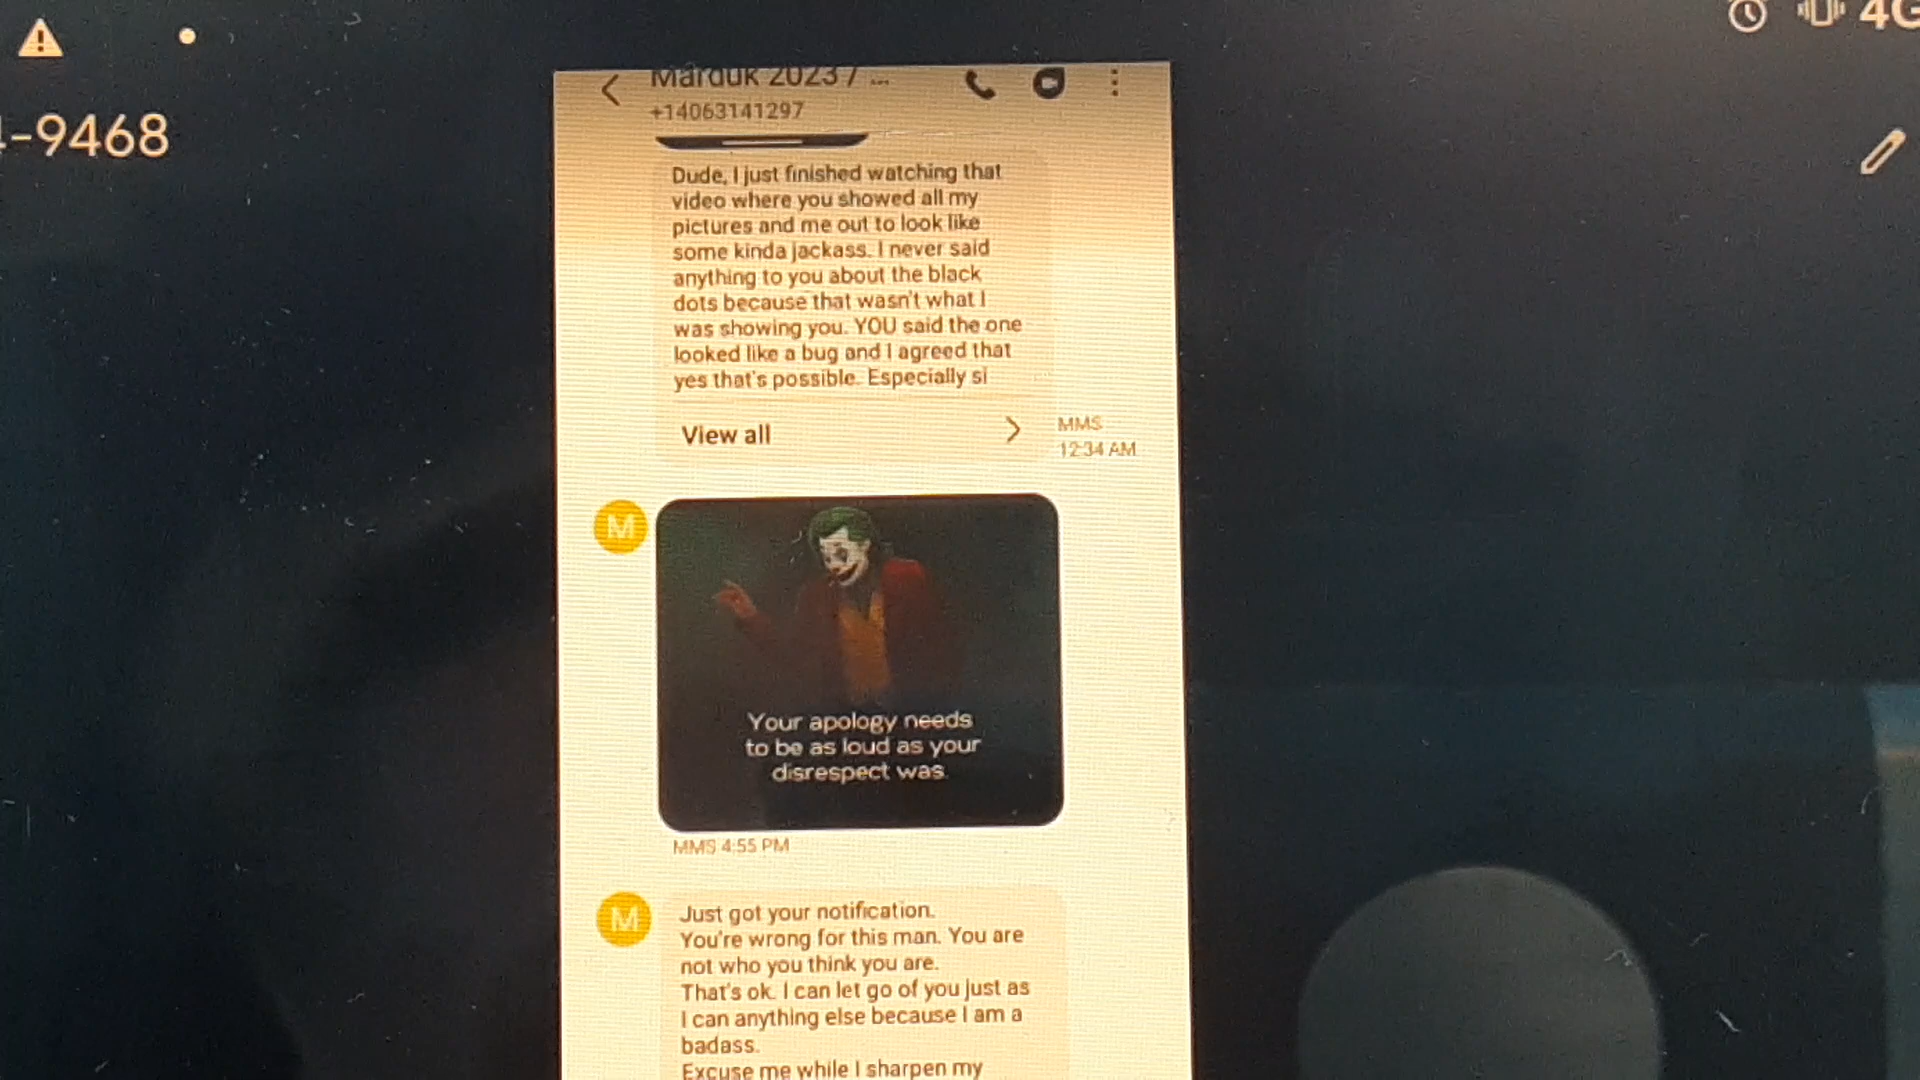 4G
-9468
Marduk 2023 / ...
+14063141297
Dude, I just finished watching that
video where you showed all my
pictures and me out to look like
some kinda jackass. I never said
anything to you about the black
dots because that wasn't what I
was showing you. YOU said the one
looked like a bug and I agreed that
yes that's possible. Especially si
View all
MMS
12:34 AM
M
Your apology needs
to be as loud as your
disrespect was.
MMS 4:55 PM
M
Just got your notification.
You're wrong for this man. You are
not who you think you are.
That's ok. I can let go of you just as
I can anything else because I am a
badass.
Excuse me while I sharpen my